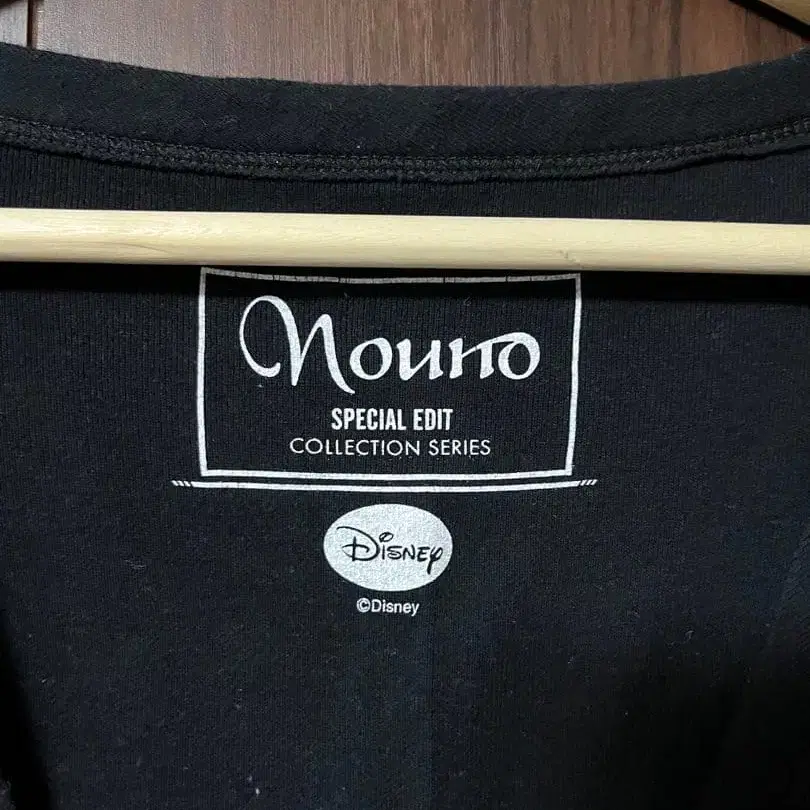 nouno
SPECIAL EDIT
COLLECTION SERIES
Disney
©Disney